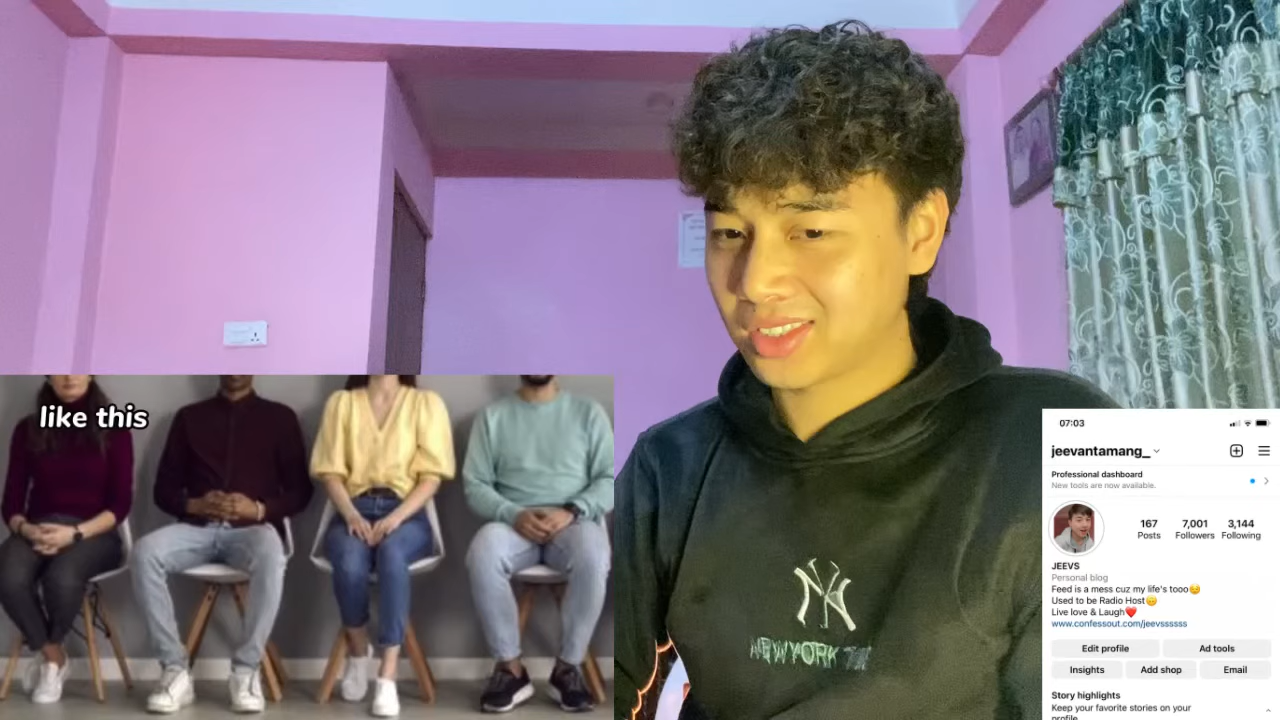 like this
NY
NEWYORK
07:03
jeevantamang_
Professional dashboard
New tools are now available.
167 7,001 3,144
Posts Followers Following
JEEVS
Personal blog
Feed is a mess cuz my life's tooo😔
Used to be Radio Host🙂
Live love & Laugh❤️
www.confessout.com/jeevssssss
Edit profile Ad tools
Insights Add shop Email
Story highlights
Keep your favorite stories on your
profile